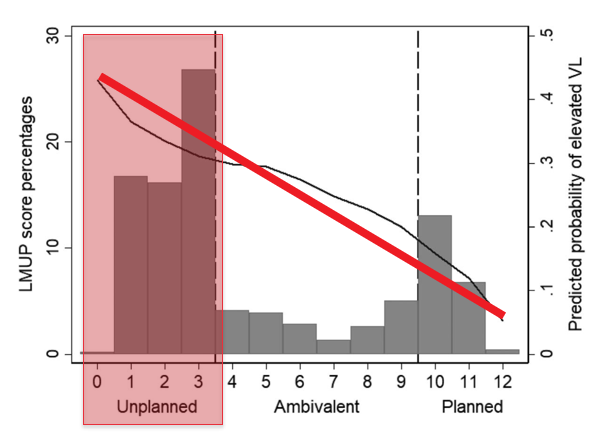 LMUP score percentages
30
20
10
0
.5
.4
.3
.2
.1
0
Predicted probability of elevated VL
0 1 2 3 4 5 6 7 8 9 10 11 12
Unplanned Ambivalent Planned